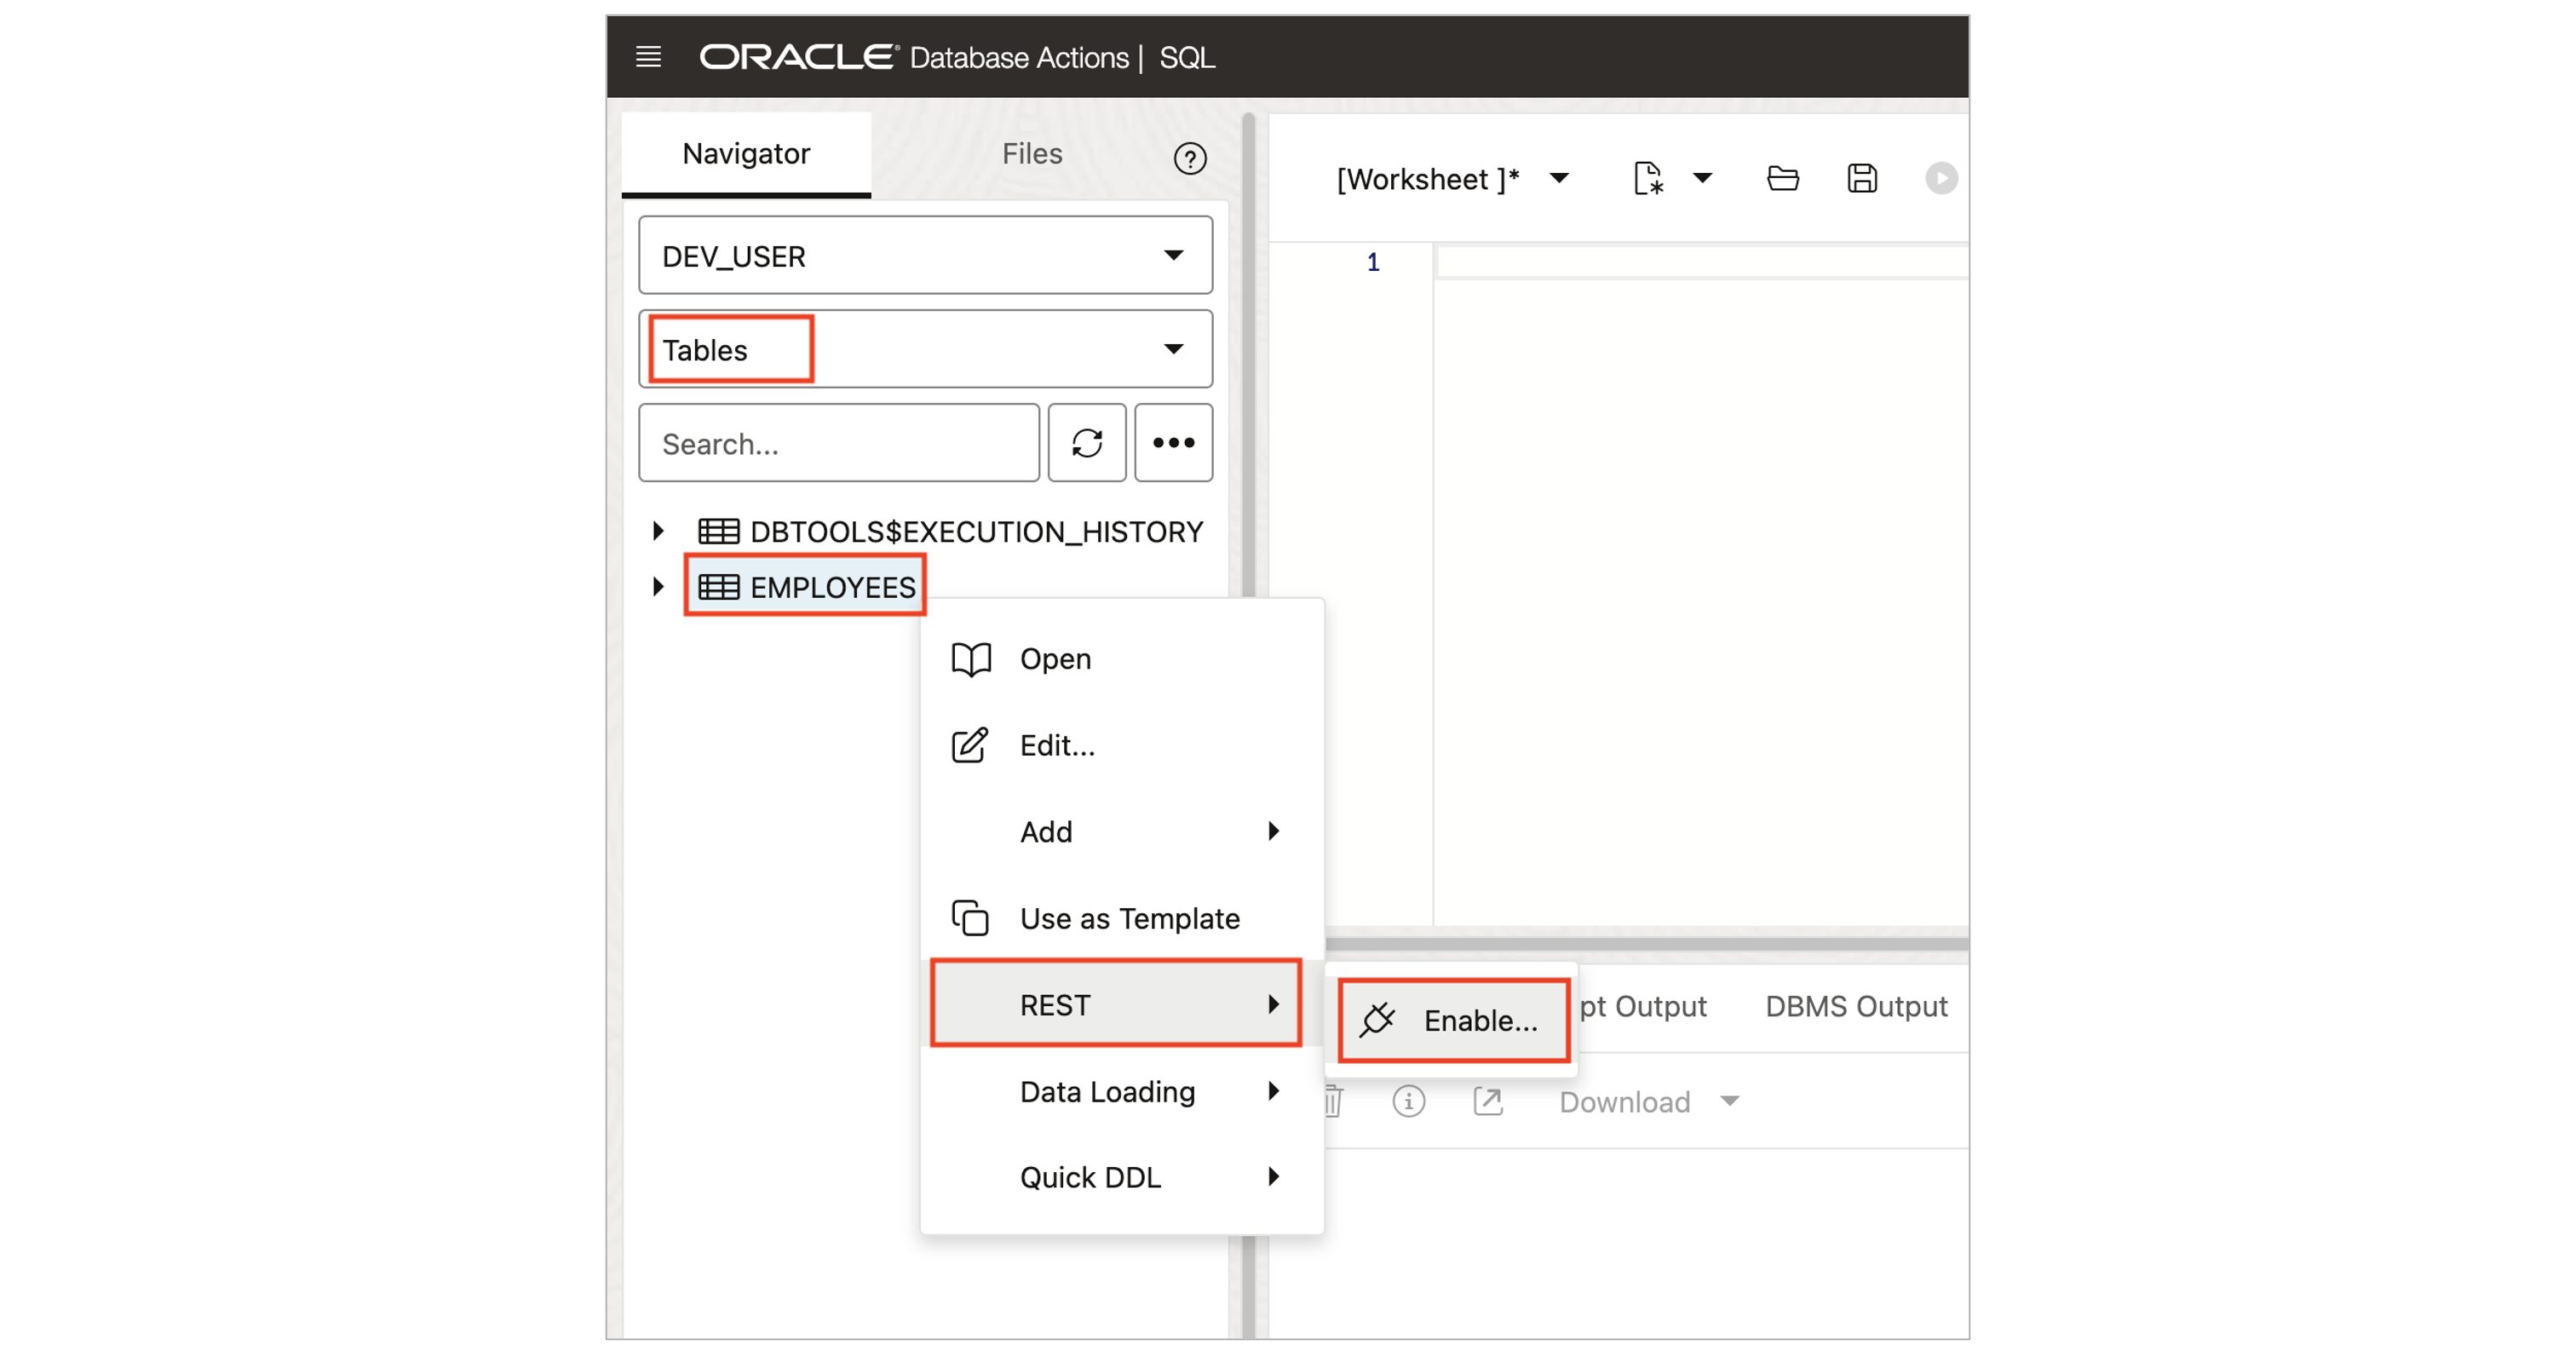 ORACLE® Database Actions | SQL
Navigator
Files
?
DEV_USER
Tables
Search...
DBTOOLS$EXECUTION_HISTORY
EMPLOYEES
Open
Edit...
Add
Use as Template
REST
Data Loading
Quick DDL
Enable...
[Worksheet ]*
1
pt Output
DBMS Output
Download